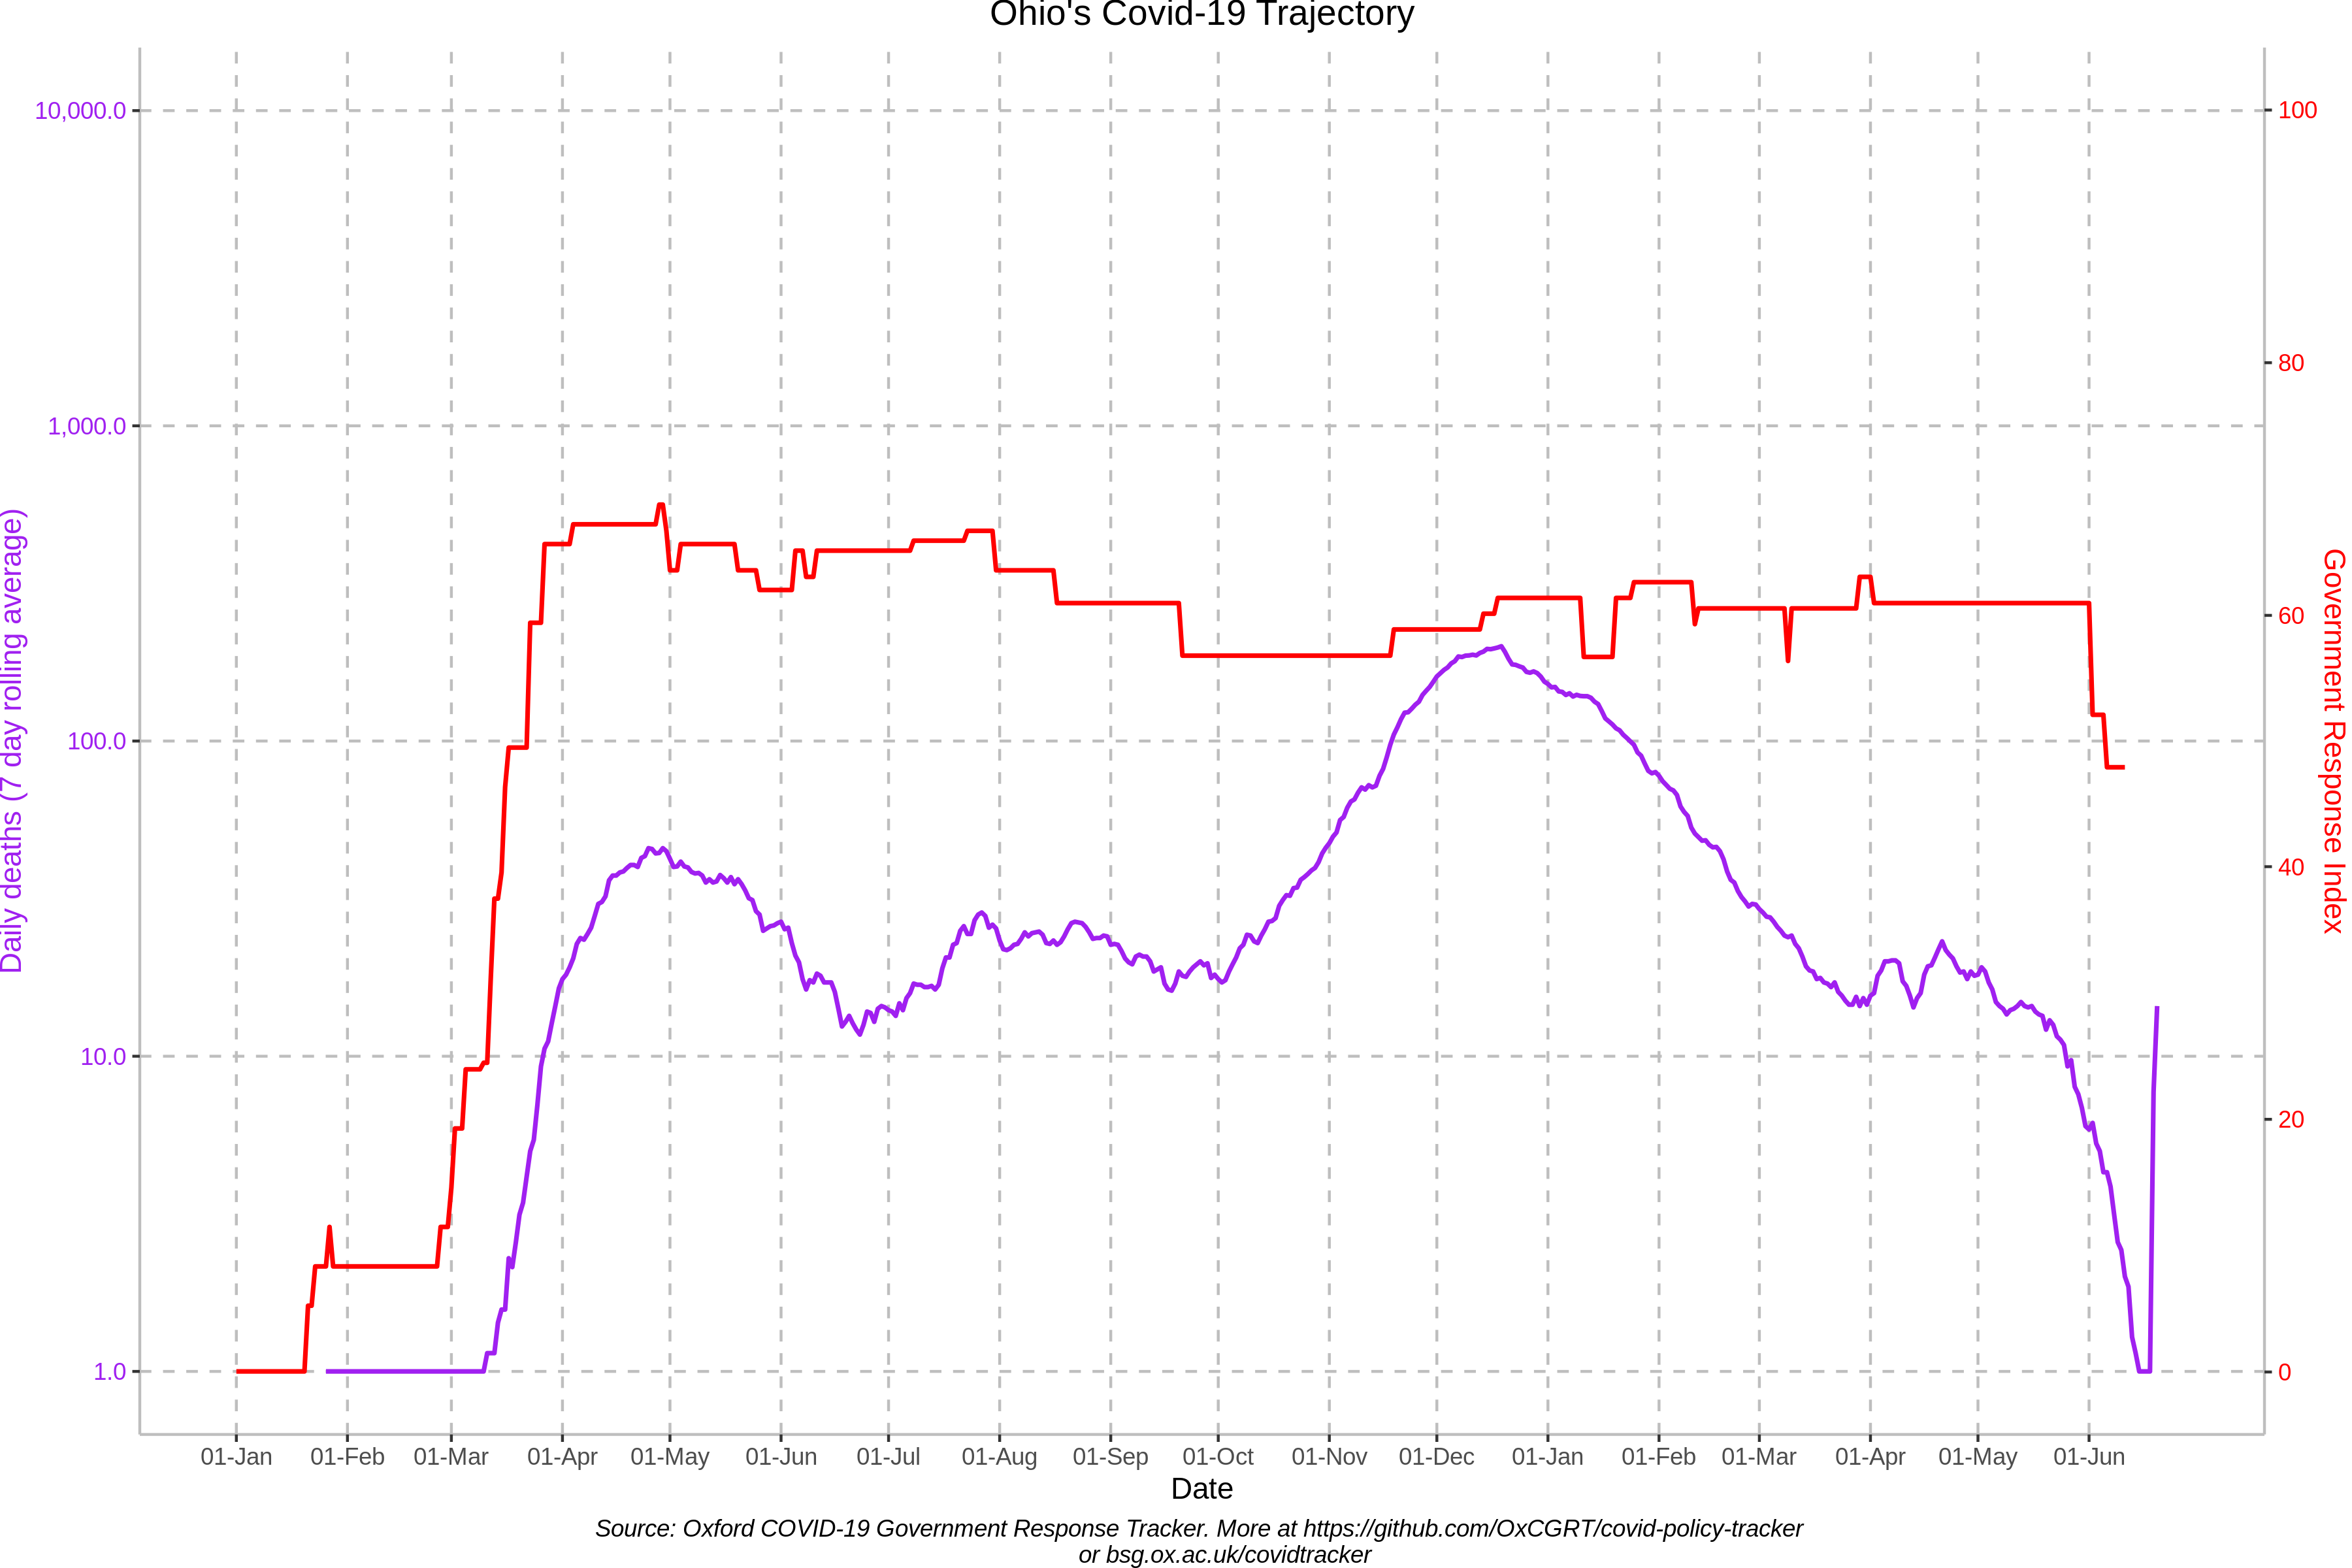 Ohio's Covid-19 Trajectory
10,000.0
1,000.0
100.0
10.0
1.0
Daily deaths (7 day rolling average)
100
80
60
40
20
0
Government Response Index
01-Jan 01-Feb 01-Mar 01-Apr 01-May 01-Jun 01-Jul 01-Aug 01-Sep 01-Oct 01-Nov 01-Dec 01-Jan 01-Feb 01-Mar 01-Apr 01-May 01-Jun
Date
Source: Oxford COVID-19 Government Response Tracker. More at https://github.com/OxCGRT/covid-policy-tracker
or bsg.ox.ac.uk/covidtracker